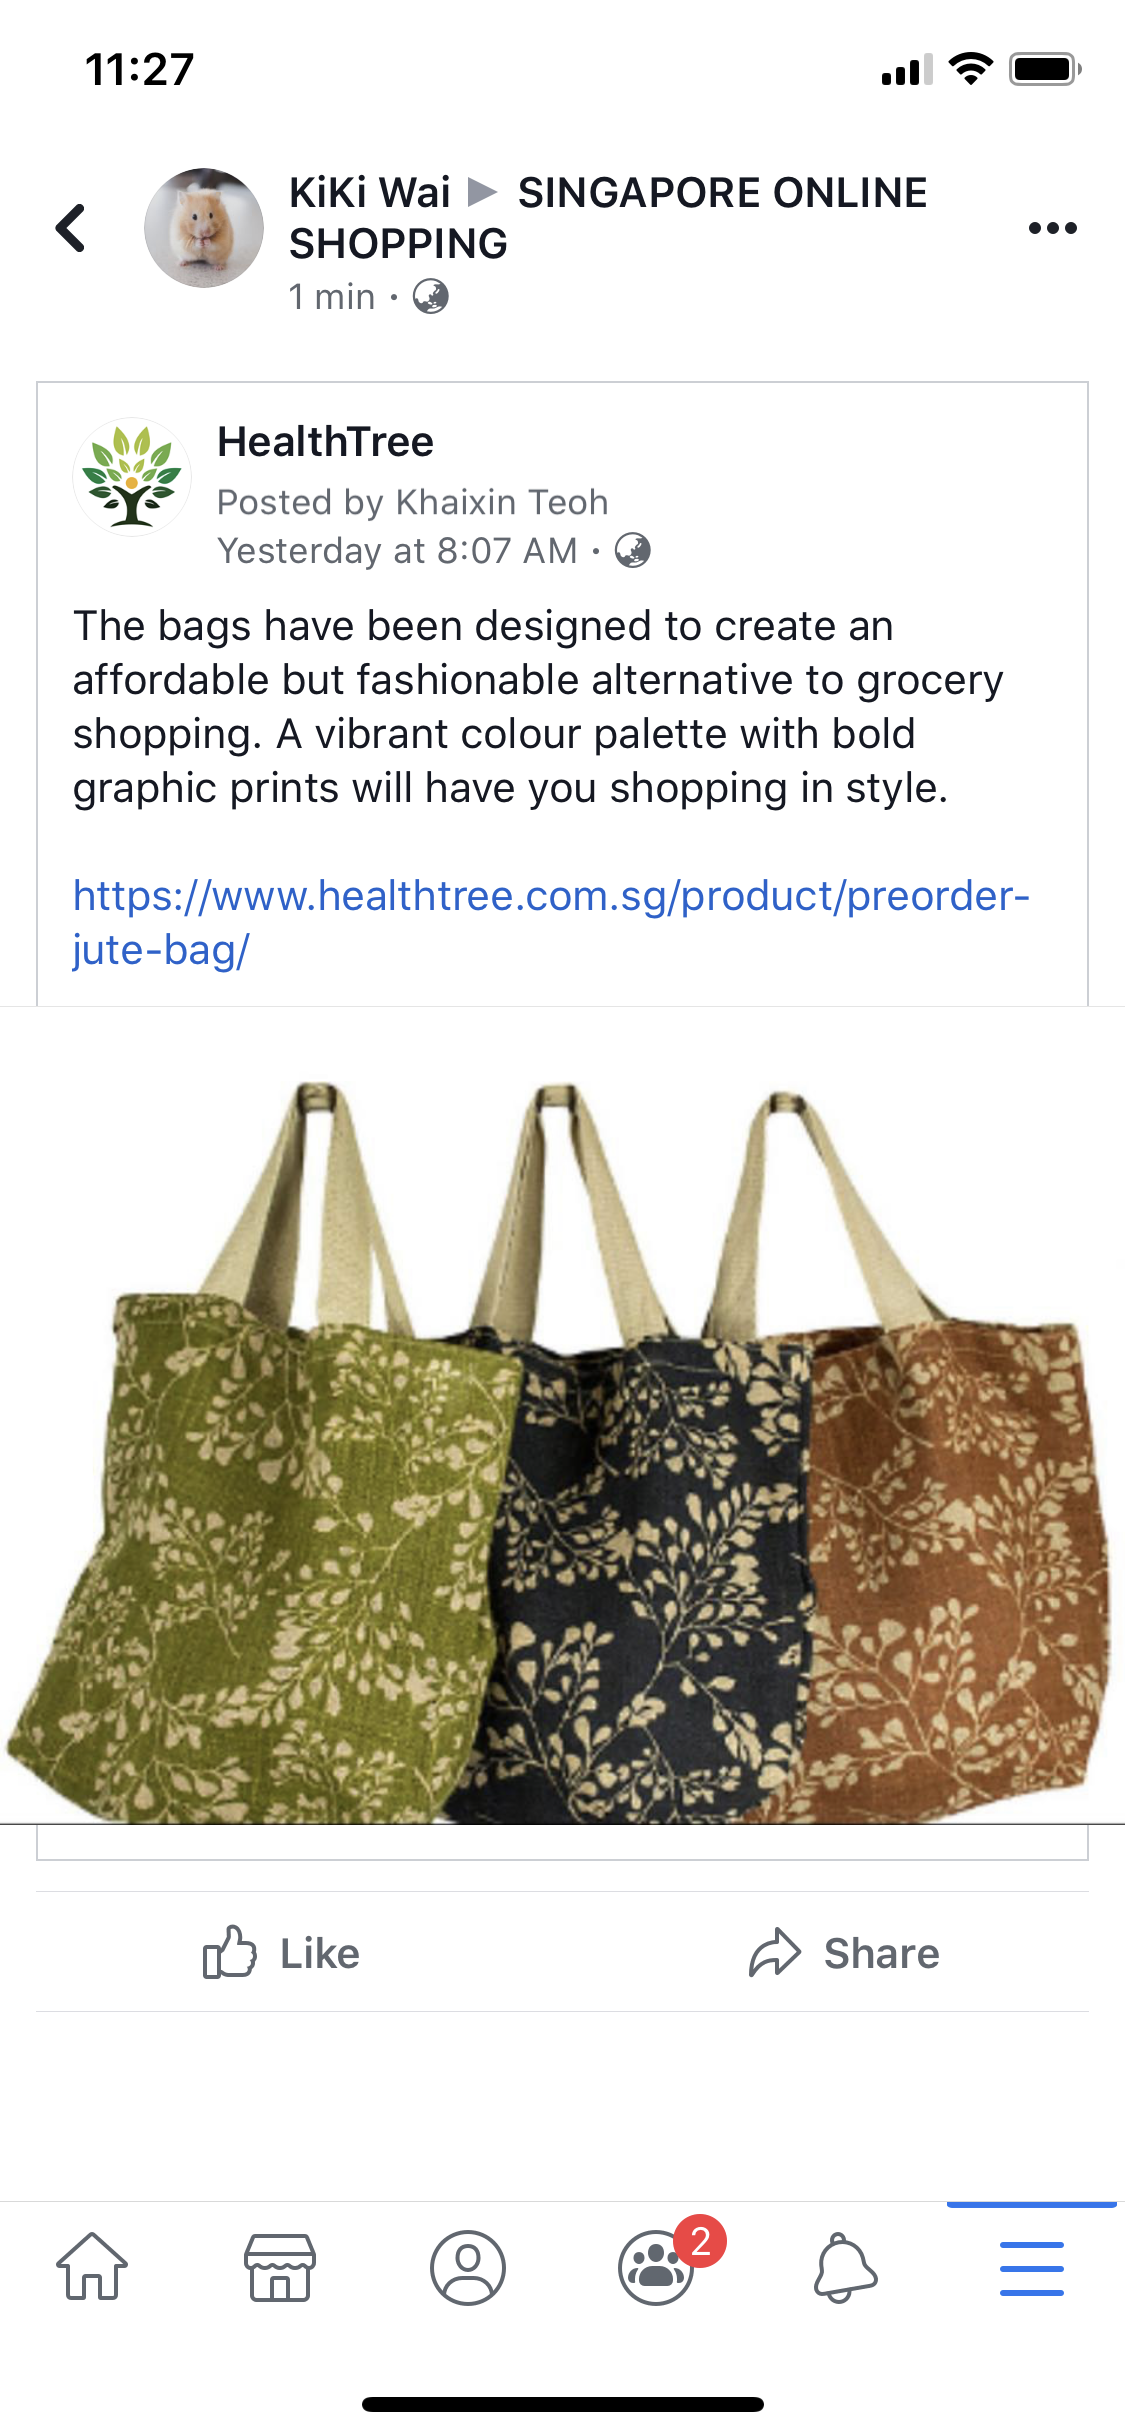 11:27
KiKi Wai ▶ SINGAPORE ONLINE
SHOPPING
1 min ·
HealthTree
Posted by Khaixin Teoh
Yesterday at 8:07 AM ·
The bags have been designed to create an
affordable but fashionable alternative to grocery
shopping. A vibrant colour palette with bold
graphic prints will have you shopping in style.
https://www.healthtree.com.sg/product/preorder-
jute-bag/
Like
Share
2